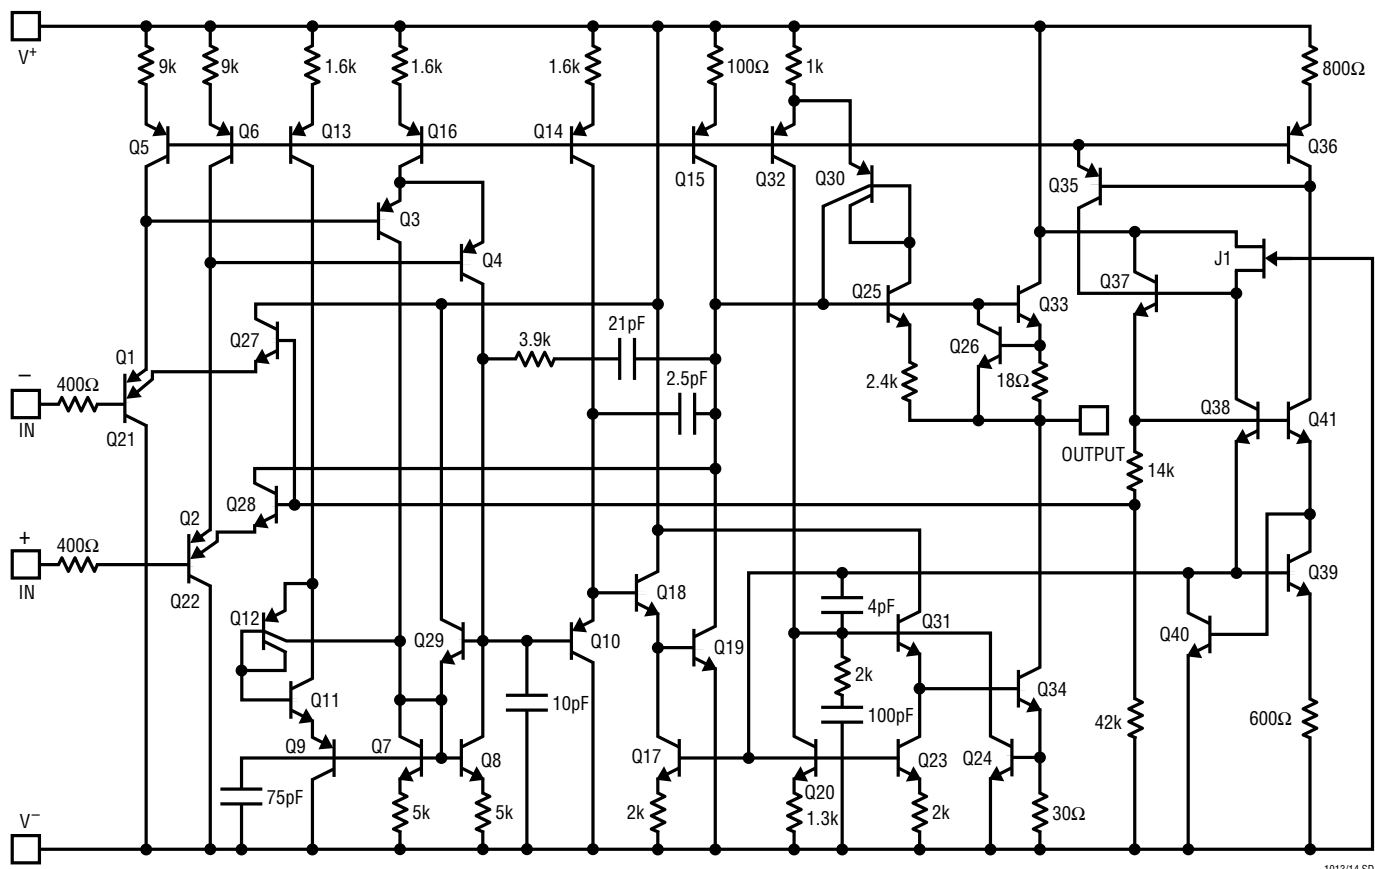 V+
9k
9k
1.6k
1.6k
1.6k
100Ω
1k
800Ω
Q5
Q6
Q13
Q16
Q14
Q15
Q32
Q30
Q35
Q36
Q3
Q4
J1
Q37
Q25
Q33
Q27
21pF
3.9k
Q26
Q1
2.5pF
2.4k
18Ω
–
400Ω
IN
Q21
Q38
Q41
OUTPUT
14k
Q28
Q2
+
400Ω
IN
Q22
Q18
4pF
Q39
Q12
Q29
Q10
Q19
Q31
Q40
2k
Q34
Q11
10pF
100pF
42k
600Ω
Q9
Q7
Q8
Q17
Q23
Q24
Q20
75pF
5k
5k
2k
1.3k
2k
30Ω
V–